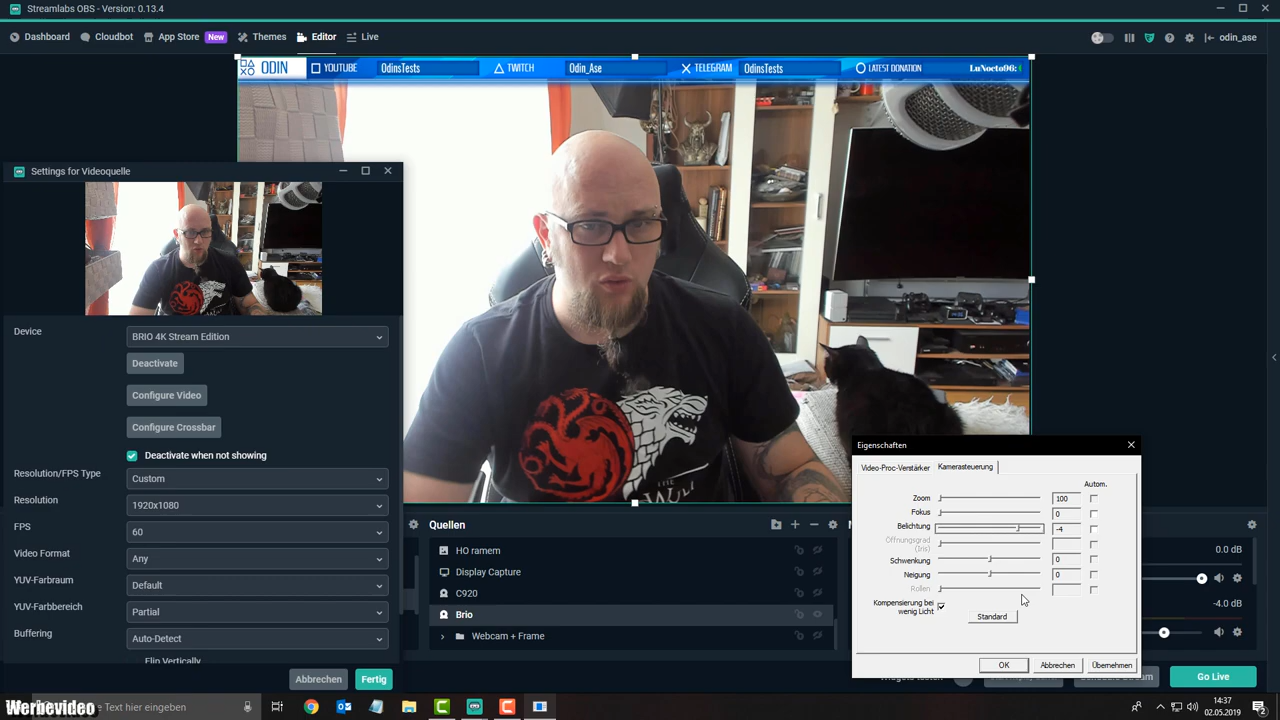 Streamlabs OBS - Version: 0.13.4
Dashboard Cloudbot App Store New Themes Editor Live odin_ase
ODIN YOUTUBE OdinsTests TWITCH Odin_Ase TELEGRAM OdinsTests LATEST DONATION LuNocto96:
Settings for Videoquelle
Device BRIO 4K Stream Edition
Deactivate
Configure Video
Configure Crossbar
Deactivate when not showing
Resolution/FPS Type Custom
Resolution 1920x1080
FPS 60
Video Format Any
YUV-Farbraum Default
YUV-Farbbereich Partial
Buffering Auto-Detect
Flip Vertically
Abbrechen Fertig
THE
Quellen
HO ramem
Display Capture
C920
Brio
Webcam + Frame
Eigenschaften
Video-Proc-Verstärker Kamerasteuerung
Autom.
Zoom 100
Fokus 0
Belichtung -4
Öffnungsgrad
(Iris)
Schwenkung 0
Neigung 0
Rollen
Kompensierung bei
wenig Licht
Standard
OK Abbrechen Übernehmen
0.0 dB
-4.0 dB
Go Live
Werbevideo
Text hier eingeben
14:37
02.05.2019
2